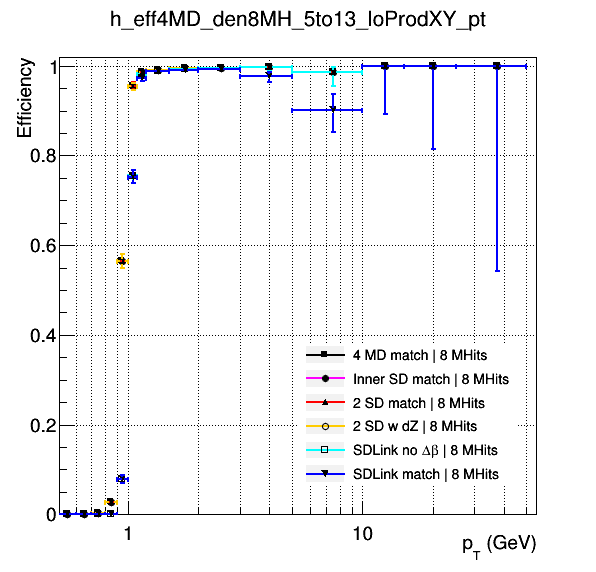 h_eff4MD_den8MH_5to13_loProdXY_pt
Efficiency
1
0.8
0.6
0.4
0.2
0
4 MD match | 8 MHits
Inner SD match | 8 MHits
2 SD match | 8 MHits
2 SD w dZ | 8 MHits
SDLink no Δβ | 8 MHits
SDLink match | 8 MHits
1 10
p_T (GeV)